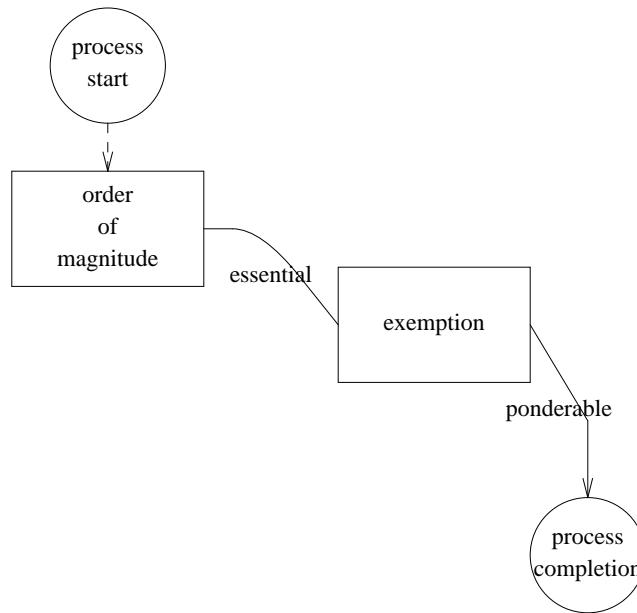 process
start
order
of
magnitude
essential
exemption
ponderable
process
completion